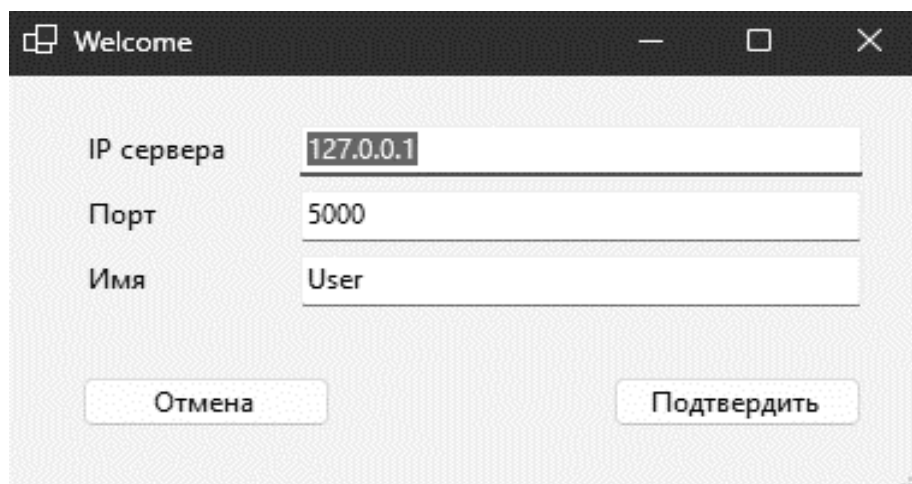 Welcome
IP сервера 127.0.0.1
Порт 5000
Имя User
Отмена Подтвердить